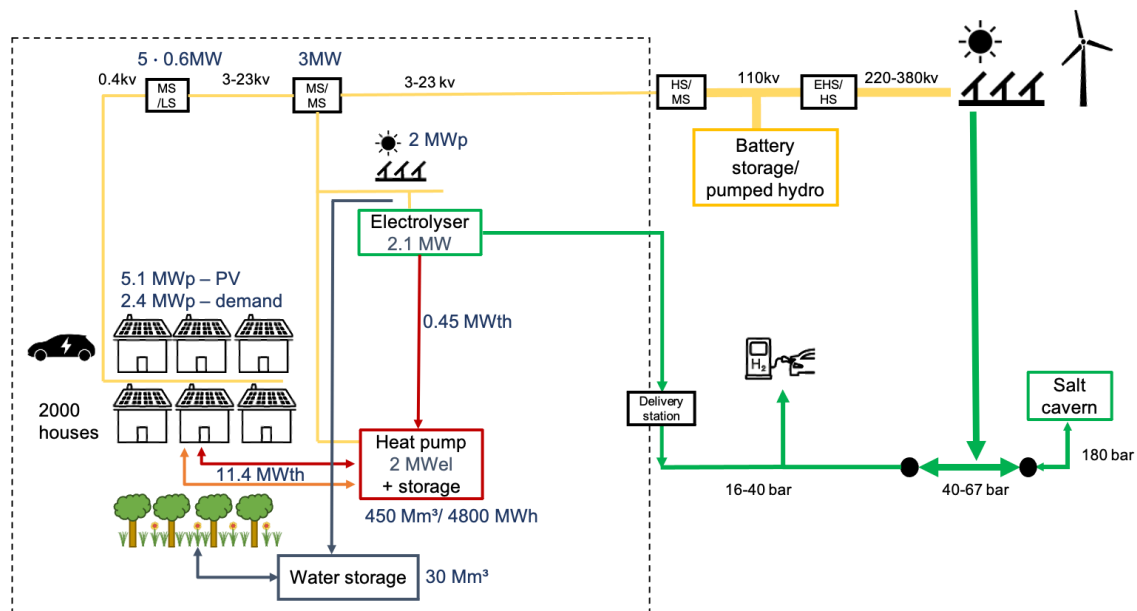 5 · 0.6MW
3MW
0.4kv
3-23kv
3-23 kv
110kv
220-380kv
MS
/LS
MS/
MS
HS/
MS
EHS/
HS
2 MWp
Battery
storage/
pumped hydro
Electrolyser
2.1 MW
5.1 MWp – PV
2.4 MWp – demand
0.45 MWth
H₂
2000
houses
Delivery
station
Salt
cavern
Heat pump
2 MWel
+ storage
11.4 MWth
180 bar
16-40 bar
40-67 bar
450 Mm³/ 4800 MWh
Water storage
30 Mm³